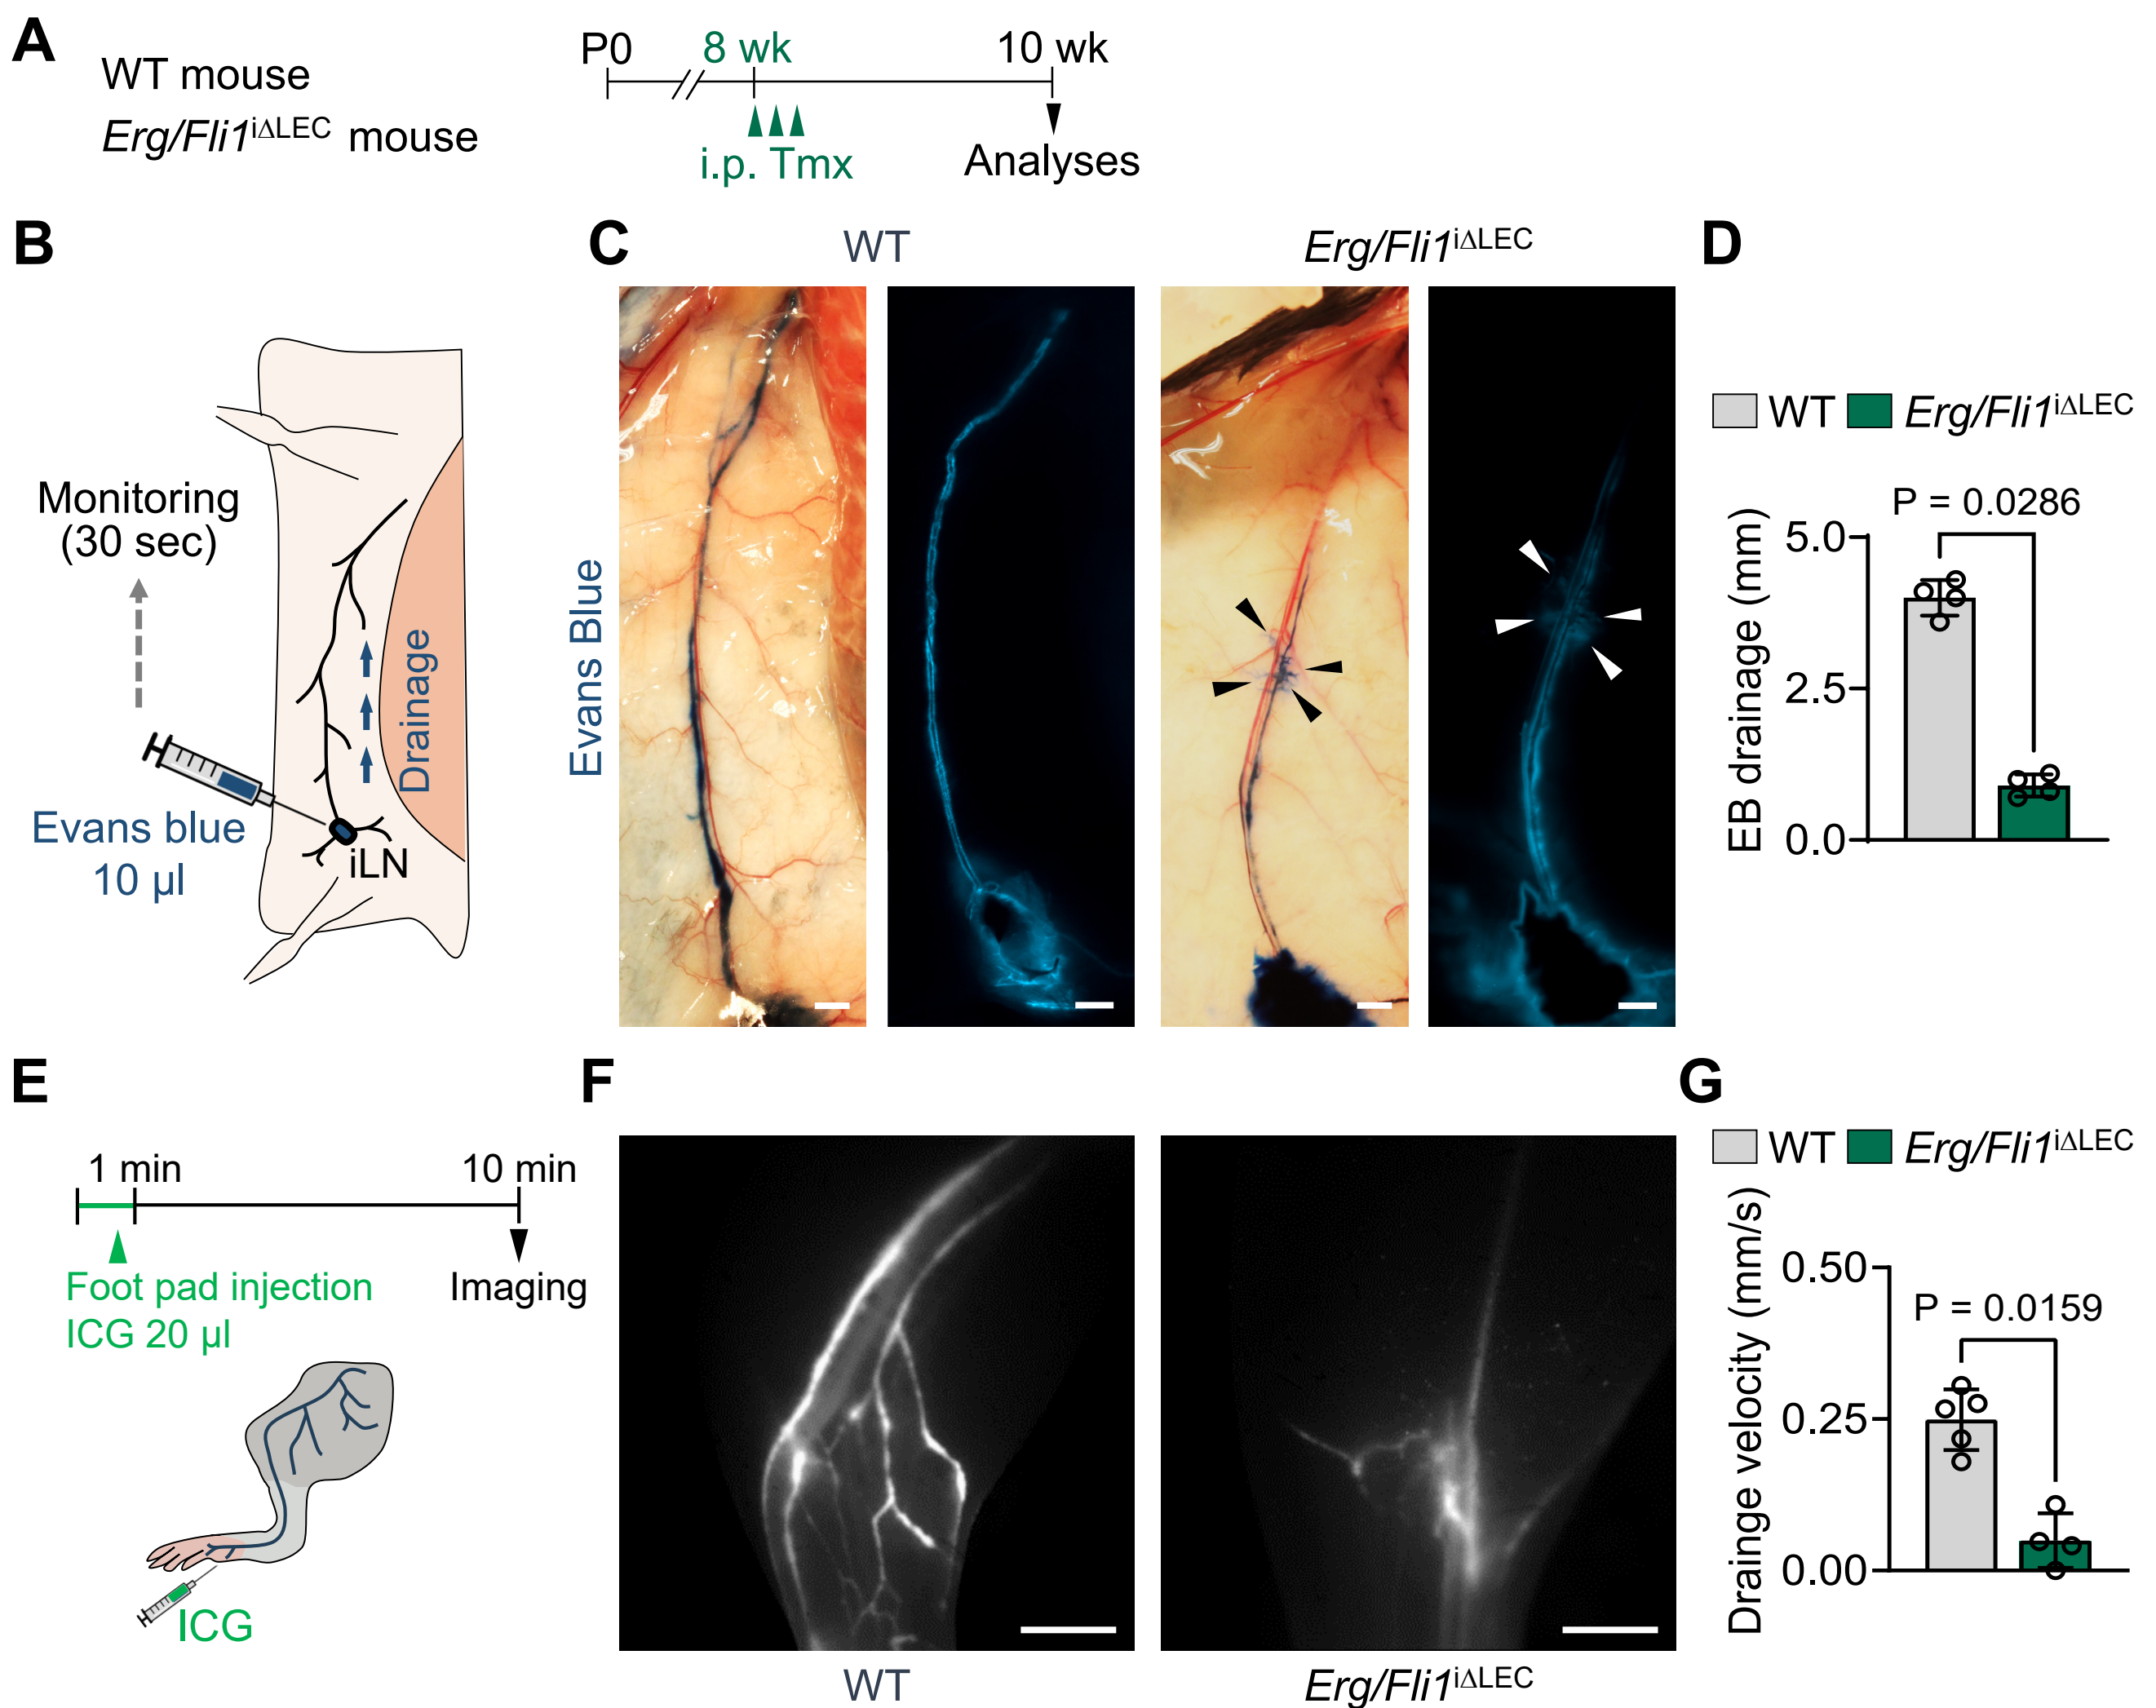 A
WT mouse
Erg/Fli1iΔLEC mouse
P0
8 wk
10 wk
i.p. Tmx
Analyses
B
Monitoring
(30 sec)
Drainage
Evans blue
10 µl
iLN
C
WT
Erg/Fli1iΔLEC
Evans Blue
D
WT
Erg/Fli1iΔLEC
P = 0.0286
EB drainage (mm)
5.0
2.5
0.0
E
1 min
10 min
Foot pad injection
ICG 20 µl
Imaging
ICG
F
WT
Erg/Fli1iΔLEC
G
WT
Erg/Fli1iΔLEC
Drainge velocity (mm/s)
P = 0.0159
0.50
0.25
0.00